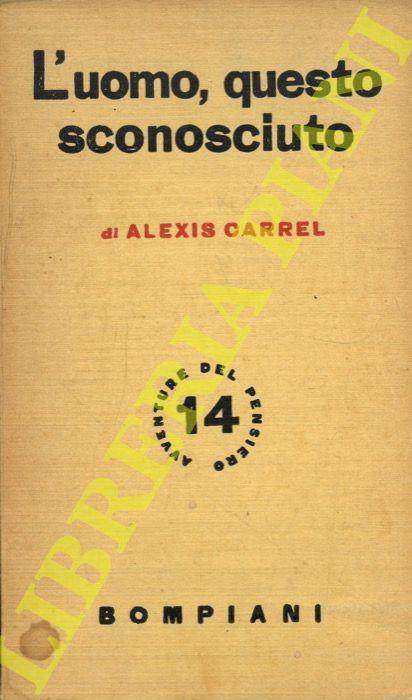 L'uomo, questo
sconosciuto
di ALEXIS CARREL
AVVENTURE DEL PENSIERO
14
BOMPIANI
LIBRERIA PIANI